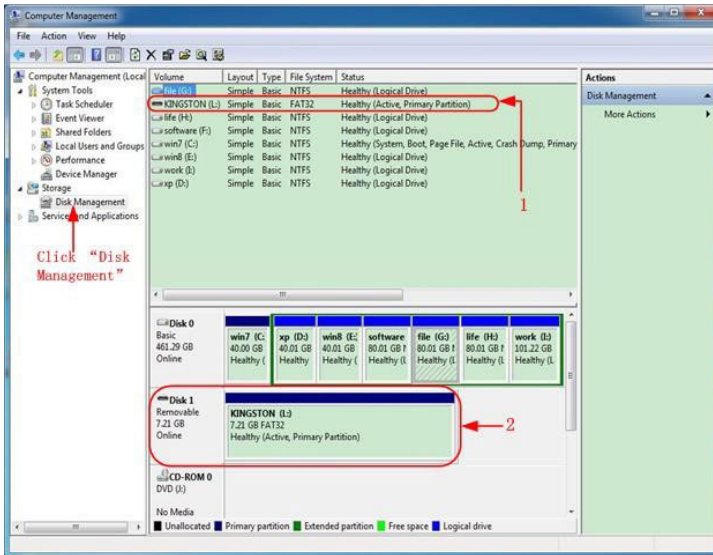 Computer Management
File Action View Help
Computer Management (Local
System Tools
Task Scheduler
Event Viewer
Shared Folders
Local Users and Groups
Performance
Device Manager
Storage
Disk Management
Services and Applications
Click “Disk
Management”
Volume Layout Type File System Status
file (G:) Simple Basic NTFS Healthy (Logical Drive)
KINGSTON (L:) Simple Basic FAT32 Healthy (Active, Primary Partition)
life (H:) Simple Basic NTFS Healthy (Logical Drive)
software (F:) Simple Basic NTFS Healthy (Logical Drive)
win7 (C:) Simple Basic NTFS Healthy (System, Boot, Page File, Active, Crash Dump, Primary
win8 (E:) Simple Basic NTFS Healthy (Logical Drive)
work (I:) Simple Basic NTFS Healthy (Logical Drive)
xp (D:) Simple Basic NTFS Healthy (Logical Drive)
1
Actions
Disk Management
More Actions
Disk 0
Basic
461.29 GB
Online
win7 (C:
40.00 GB
Healthy (
xp (D:)
40.01 GB
Healthy
win8 (E:
40.01 GB
Healthy (
software
80.01 GB
Healthy (L
file (G:)
80.01 GB
Healthy (L
life (H:)
80.01 GB
Healthy (L
work (I:)
101.22 GB
Healthy (L
Disk 1
Removable
7.21 GB
Online
KINGSTON (L:)
7.21 GB FAT32
Healthy (Active, Primary Partition)
2
CD-ROM 0
DVD (J:)
No Media
Unallocated Primary partition Extended partition Free space Logical drive